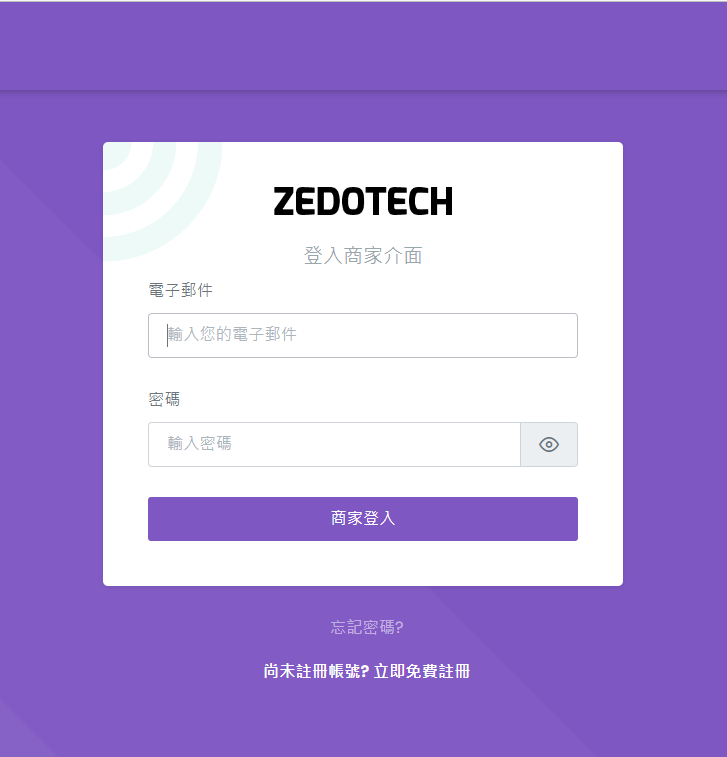 ZEDOTECH
登入商家介面
電子郵件
輸入您的電子郵件
密碼
輸入密碼
商家登入
忘記密碼?
尚未註冊帳號? 立即免費註冊